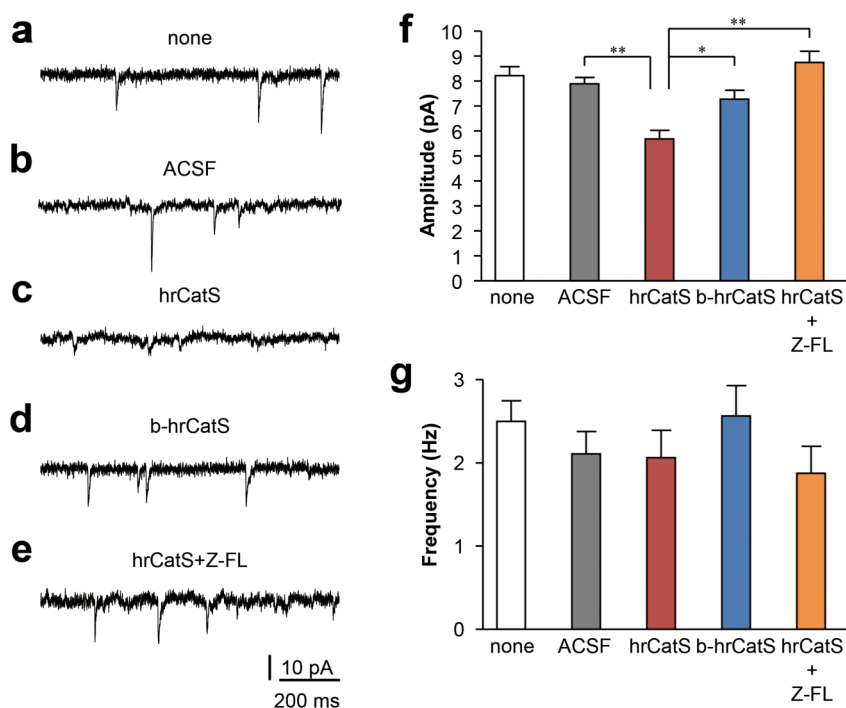 a
none
b
ACSF
c
hrCatS
d
b-hrCatS
e
hrCatS+Z-FL
10 pA
200 ms
f
Amplitude (pA)
10
9
8
7
6
5
4
3
2
1
0
**
*
**
none ACSF hrCatS b-hrCatS hrCatS
+
Z-FL
g
Frequency (Hz)
3
2
1
0
none ACSF hrCatS b-hrCatS hrCatS
+
Z-FL